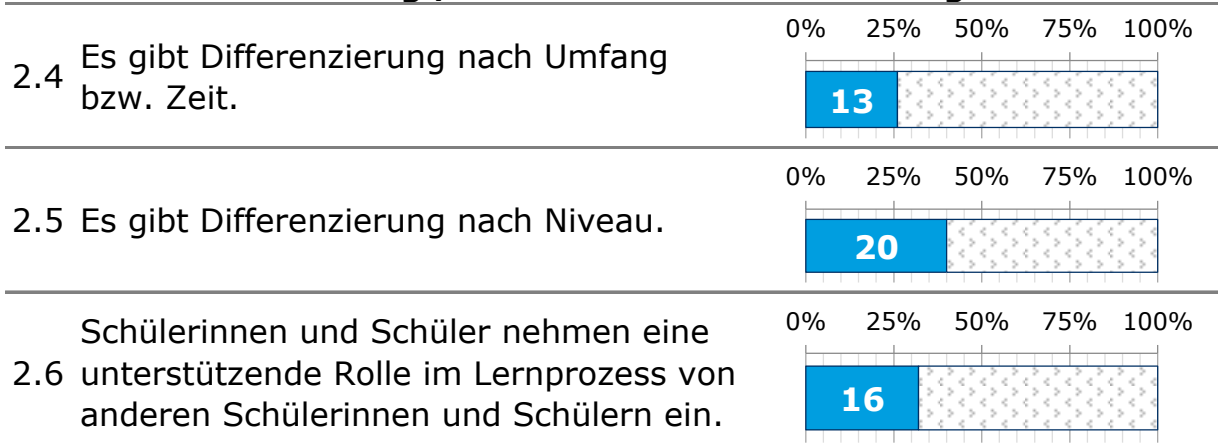 0% 25% 50% 75% 100%
2.4 Es gibt Differenzierung nach Umfang
bzw. Zeit.
13
0% 25% 50% 75% 100%
2.5 Es gibt Differenzierung nach Niveau.
20
0% 25% 50% 75% 100%
Schülerinnen und Schüler nehmen eine
2.6 unterstützende Rolle im Lernprozess von
anderen Schülerinnen und Schülern ein.
16